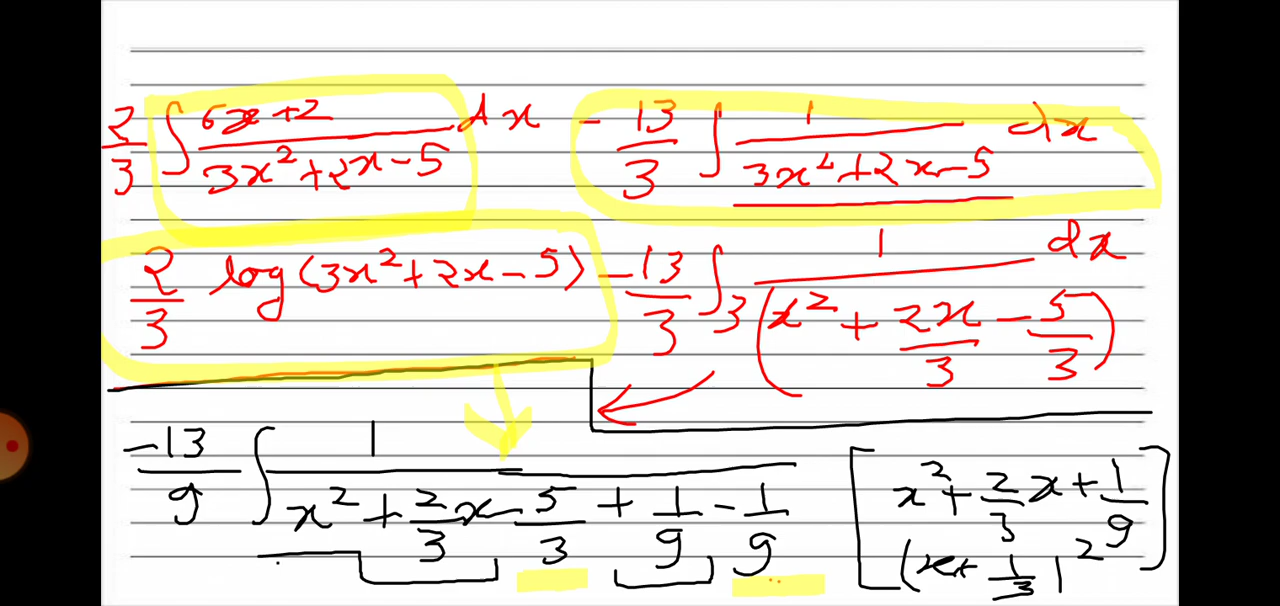 2/3 ∫ (6x+2)/(3x²+2x-5) dx - 13/3 ∫ 1/(3x²+2x-5) dx
2/3 log(3x²+2x-5) - 13/3 ∫ 1/(3(x² + 2x/3 - 5/3)) dx
-13/9 ∫ 1/(x² + 2/3 x - 5/3 + 1/9 - 1/9) [x² + 2/3 x + 1/9
(x + 1/3)²]